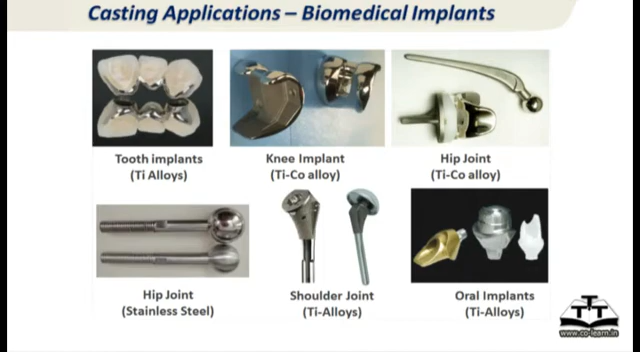 Casting Applications – Biomedical Implants
Tooth implants
(Ti Alloys)
Knee Implant
(Ti-Co alloy)
Hip Joint
(Ti-Co alloy)
Hip Joint
(Stainless Steel)
Shoulder Joint
(Ti-Alloys)
Oral Implants
(Ti-Alloys)
TTT
www.co-learn.in